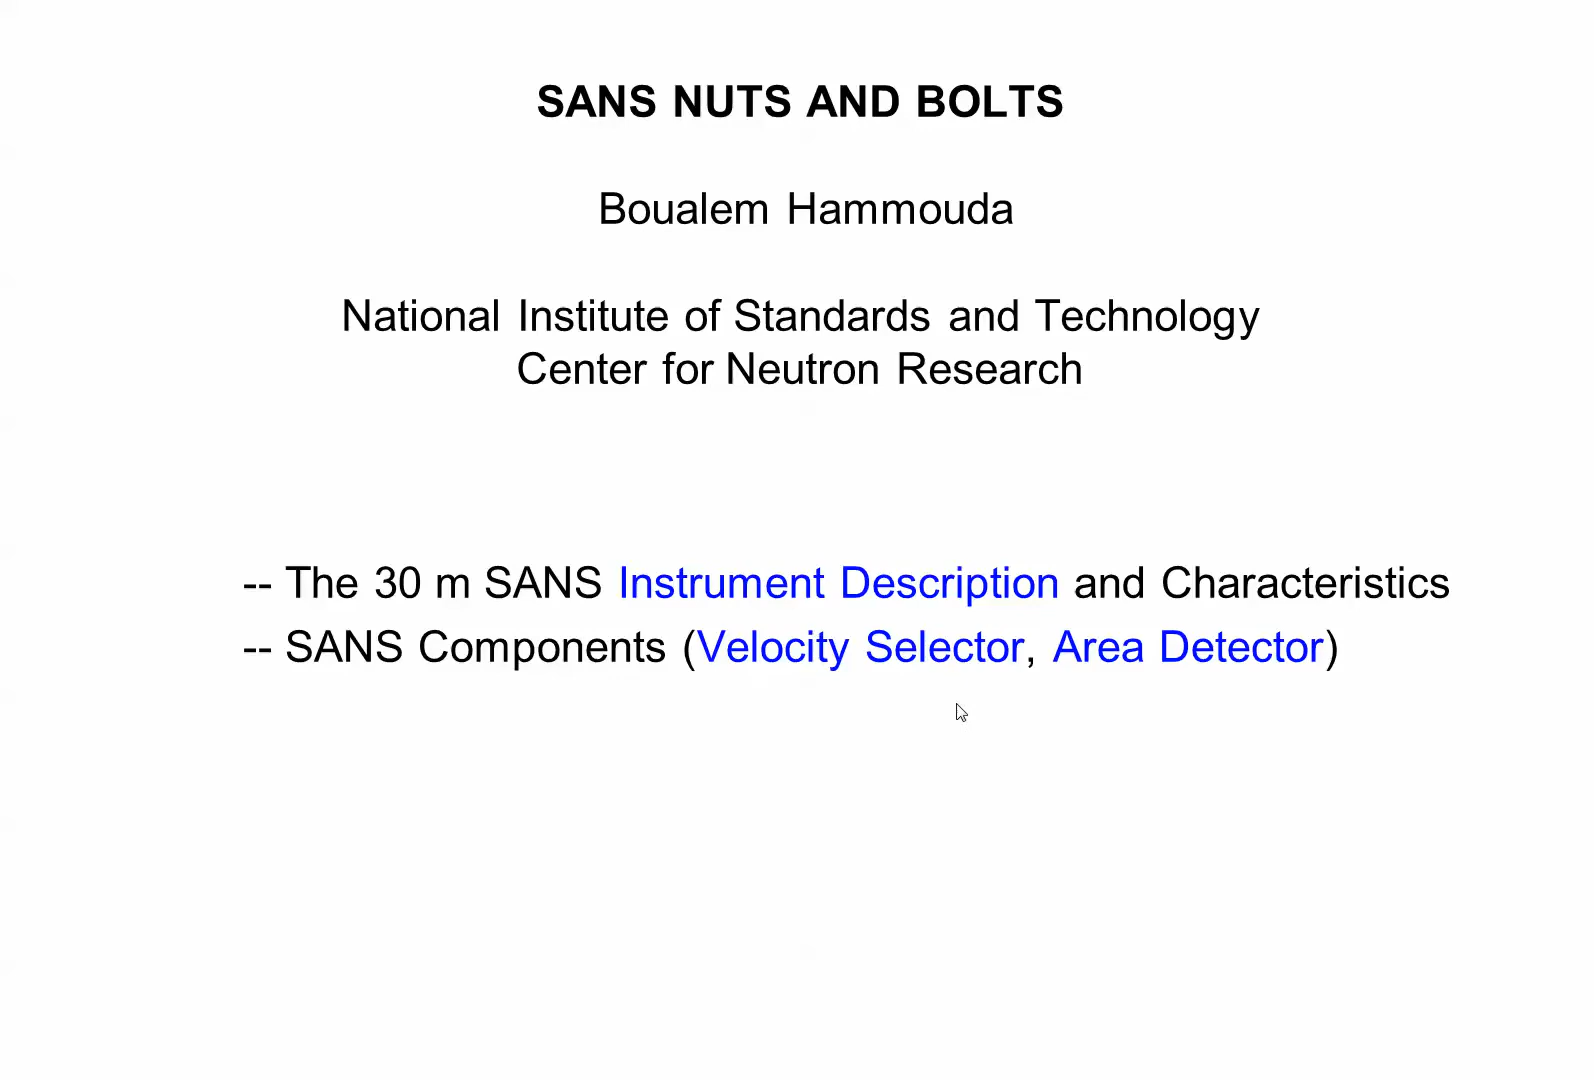 SANS NUTS AND BOLTS
Boualem Hammouda
National Institute of Standards and Technology
Center for Neutron Research
-- The 30 m SANS Instrument Description and Characteristics
-- SANS Components (Velocity Selector, Area Detector)